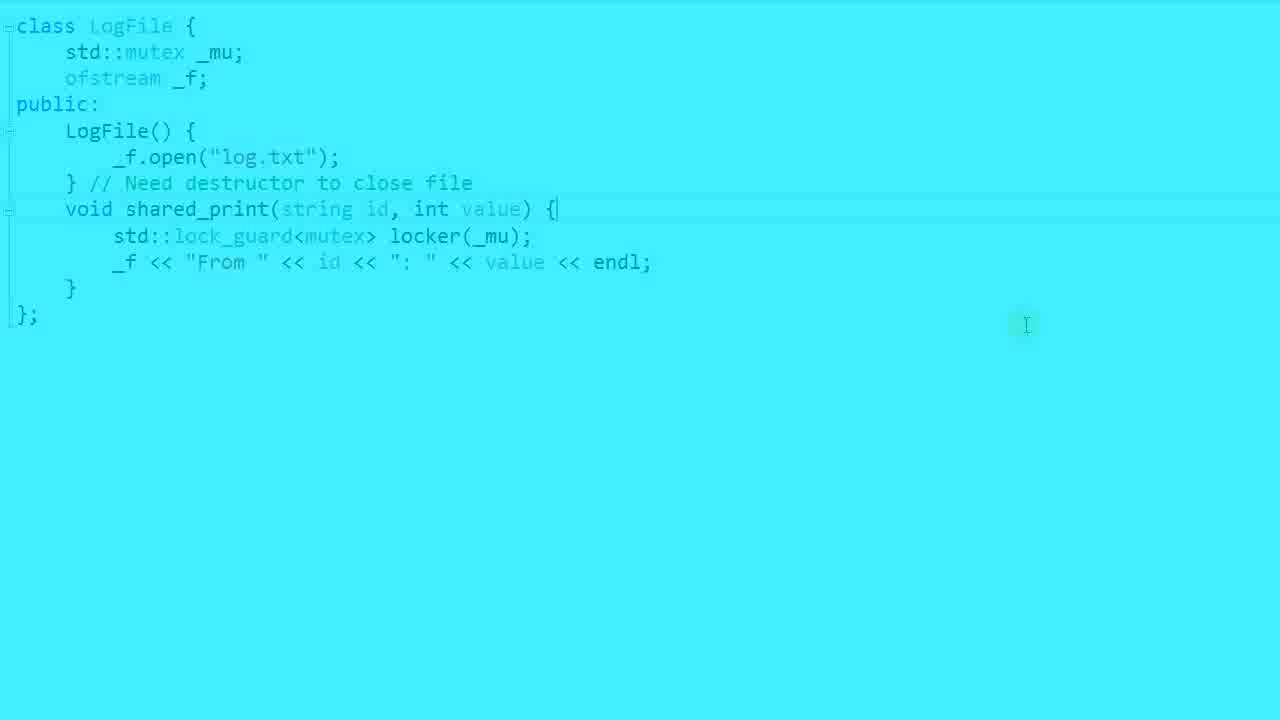 class LogFile {
    std::mutex _mu;
    ofstream _f;
public:
    LogFile() {
        _f.open("log.txt");
    } // Need destructor to close file
    void shared_print(string id, int value) {
        std::lock_guard<mutex> locker(_mu);
        _f << "From " << id << ": " << value << endl;
    }
};